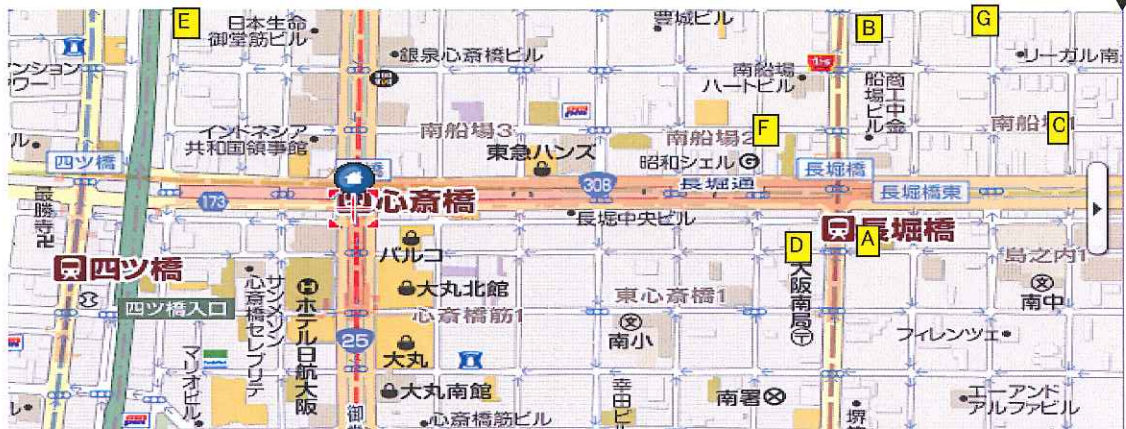 E
日本生命
御堂筋ビル
豊城ビル
B
G
銀泉心斎橋ビル
リーガル南
ンション
ワー
南船場
ハートビル
商工中金
船場ビル
南船場3
南船場2
F
C
インドネシア
共和国領事館
東急ハンズ
昭和シェル
四ツ橋
長堀橋
308
長堀通
長堀橋東
173
心斎橋
最勝寺卍
長堀中央ビル
長堀橋
パルコ
D
A
島之内1
四ツ橋
大丸北館
東心斎橋1
大阪南局
南中
四ツ橋入口
サンメゾン
心斎橋セレブリテ
ホテル日航大阪
心斎橋筋1
文
南小
フィレンツェ
25
大丸
マリオビル
大丸南館
幸田ビ
南署
エーアンド
アルファビル
心斎橋筋ビル
御
堺